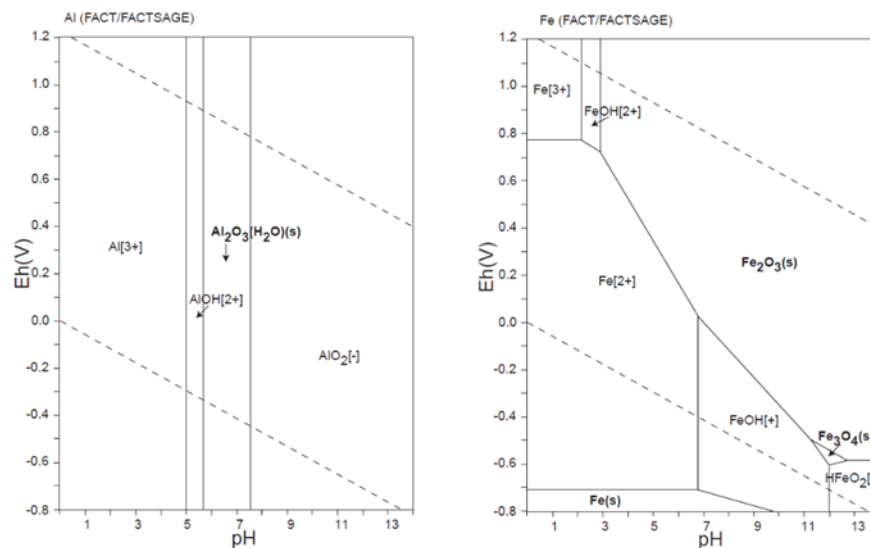 Al (FACT/FACTSAGE)
1.2
1.0
0.8
0.6
0.4
0.2
0.0
-0.2
-0.4
-0.6
-0.8
Eh(V)
Al[3+]
Al₂O₃(H₂O)(s)
AlOH[2+]
AlO₂[-]
1
3
5
7
9
11
13
pH
Fe (FACT/FACTSAGE)
1.2
1.0
0.8
0.6
0.4
0.2
0.0
-0.2
-0.4
-0.6
-0.8
Eh(V)
Fe[3+]
FeOH[2+]
Fe₂O₃(s)
Fe[2+]
FeOH[+]
Fe₃O₄(s
HFeO₂[
Fe(s)
1
3
5
7
9
11
13
pH